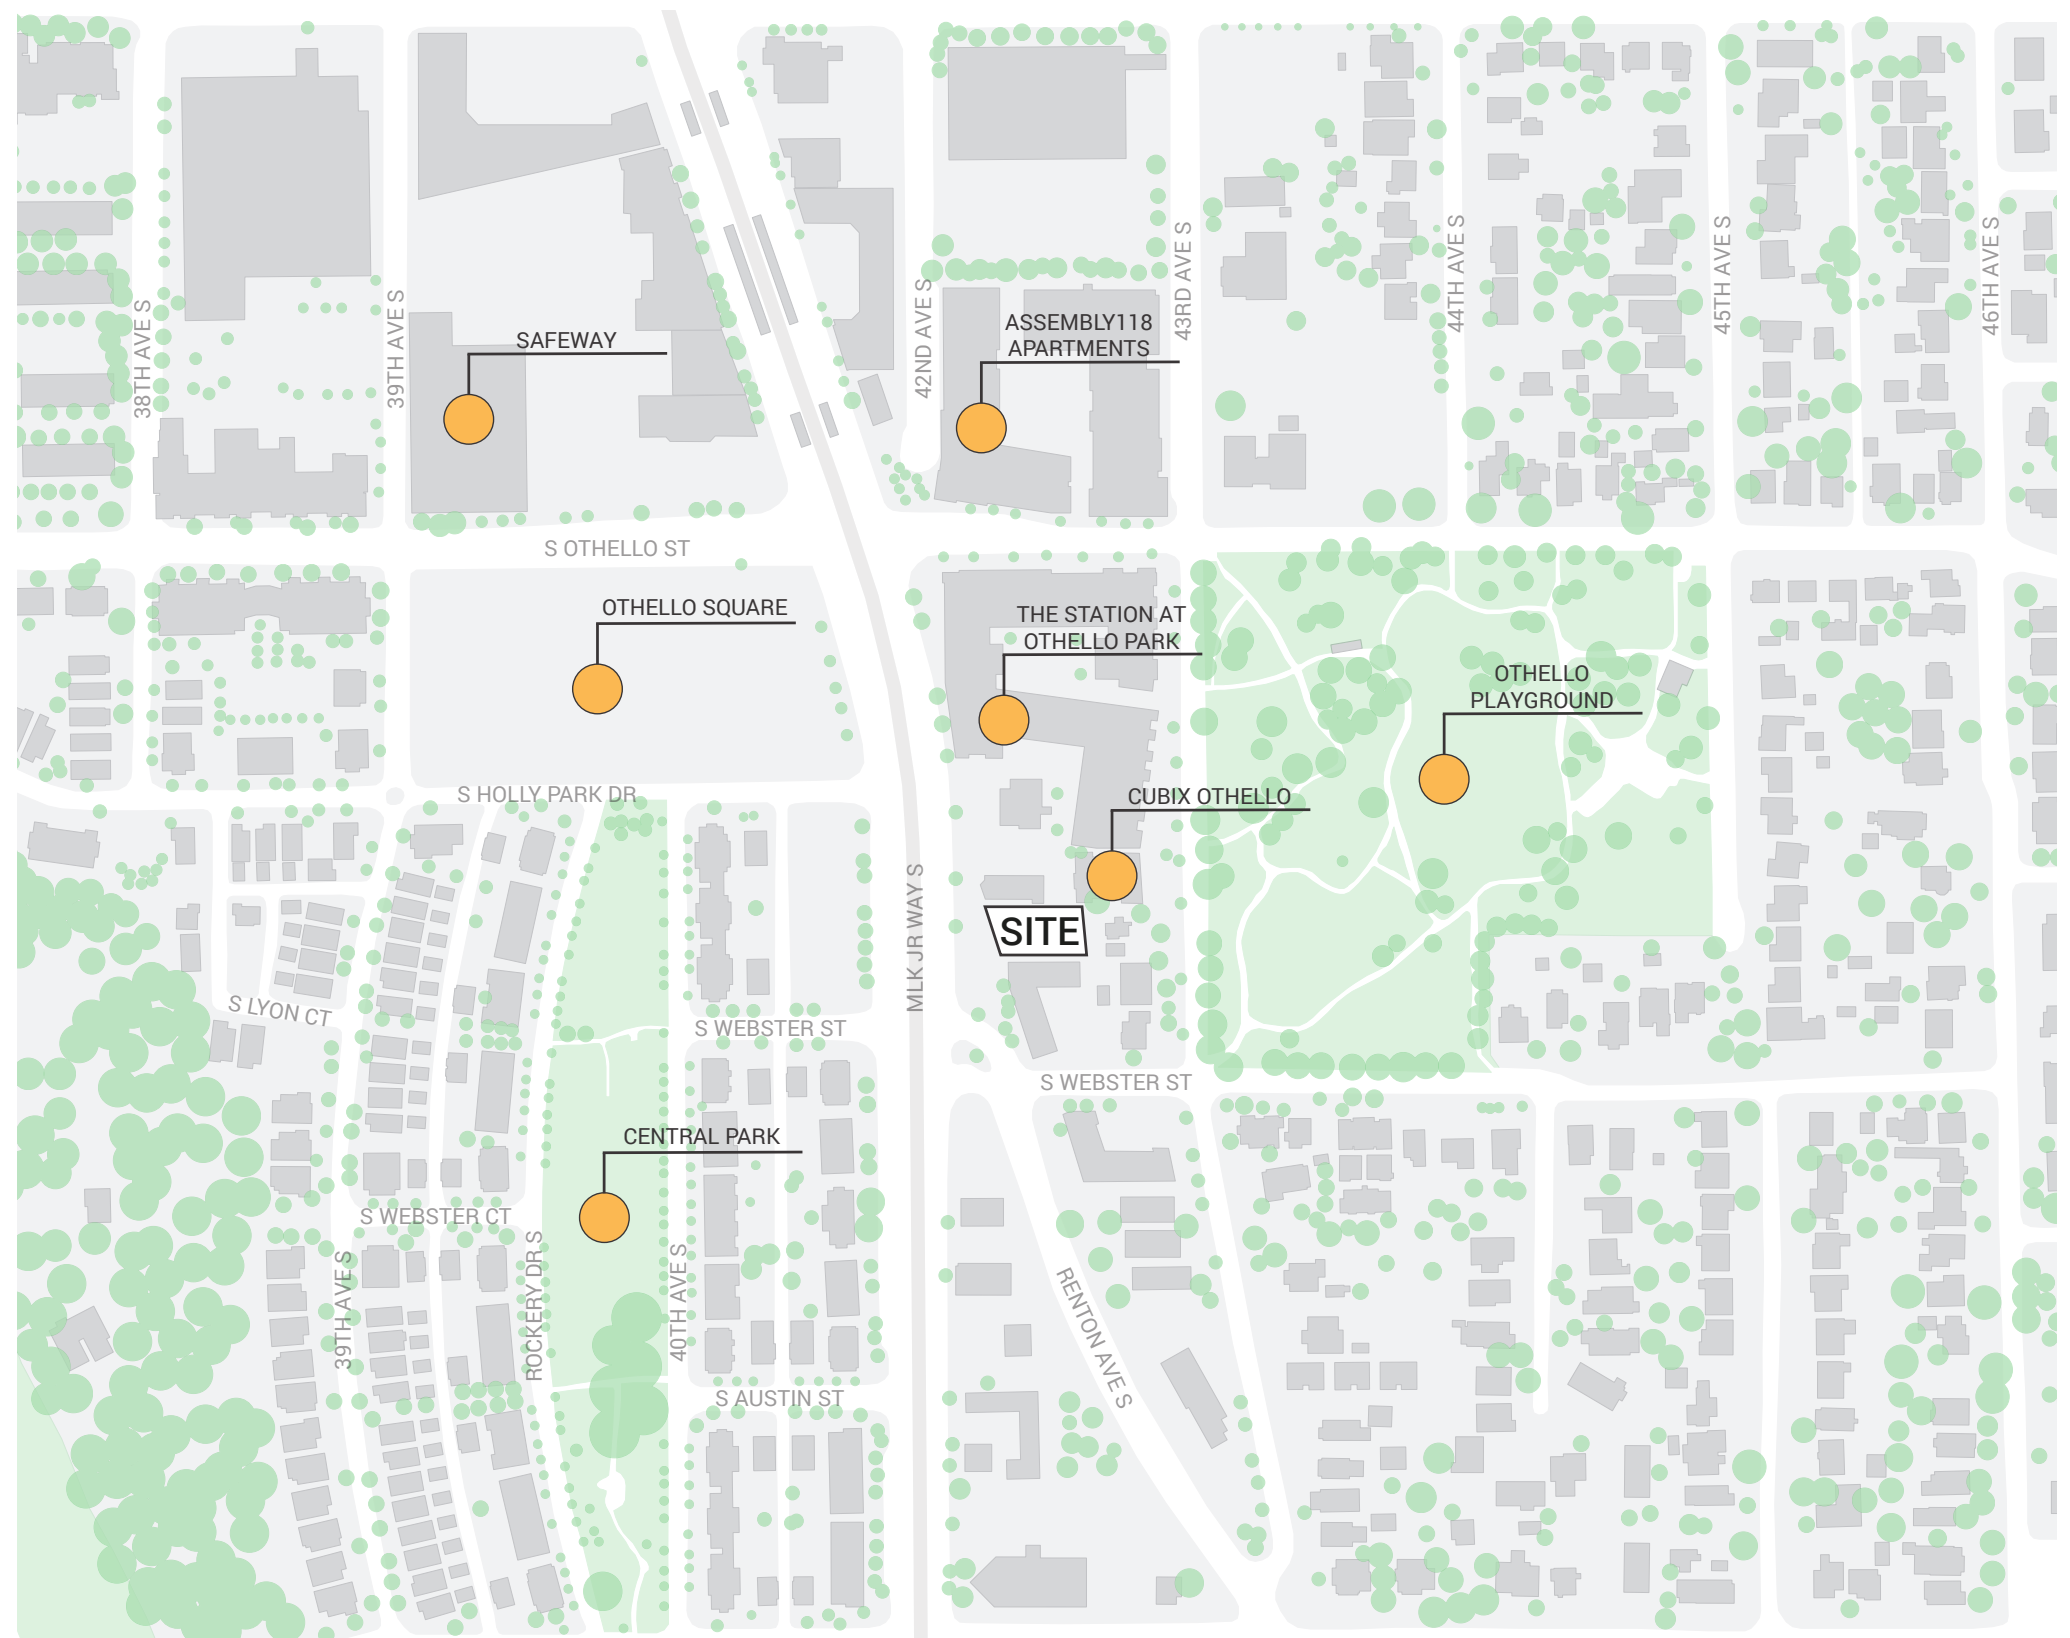 38TH AVE S
39TH AVE S
SAFEWAY
42ND AVE S
ASSEMBLY118
APARTMENTS
43RD AVE S
44TH AVE S
45TH AVE S
46TH AVE S
S OTHELLO ST
OTHELLO SQUARE
THE STATION AT
OTHELLO PARK
OTHELLO
PLAYGROUND
S HOLLY PARK DR
CUBIX OTHELLO
SITE
MLK JR WAY S
S LYON CT
S WEBSTER ST
S WEBSTER ST
CENTRAL PARK
S WEBSTER CT
39TH AVE S
ROCKERY DR S
40TH AVE S
RENTON AVE S
S AUSTIN ST